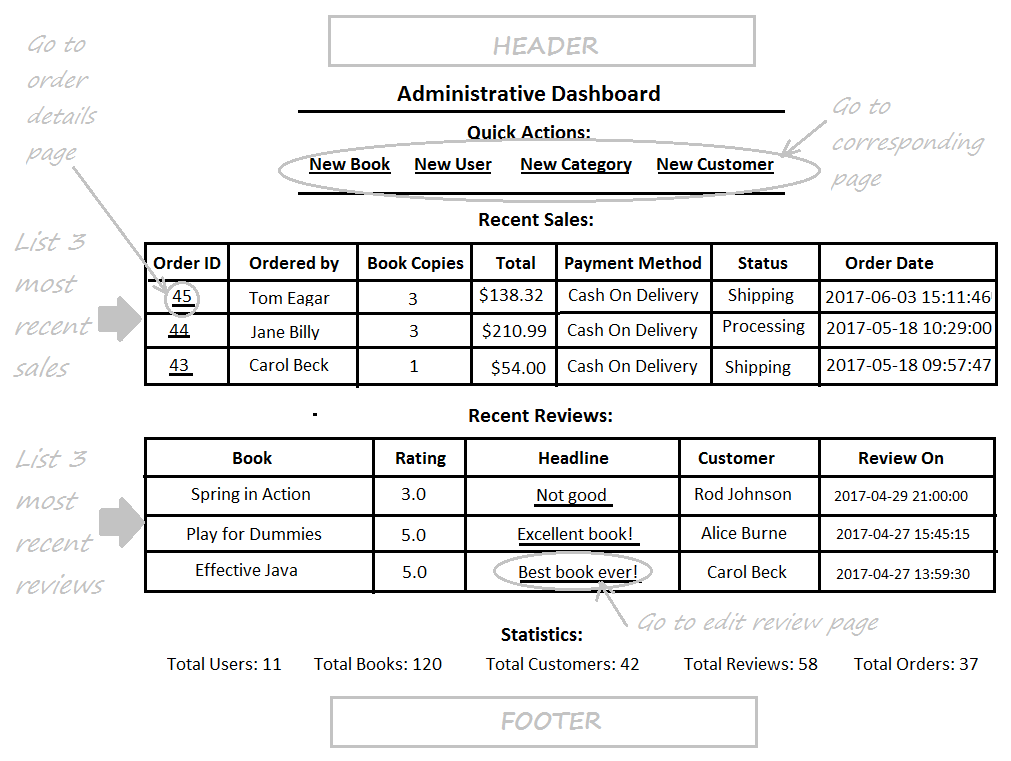 HEADER
Go to
order
details
page
Administrative Dashboard
Go to
corresponding
page
Quick Actions:
New Book New User New Category New Customer
Recent Sales:
List 3
most
recent
sales
Order ID Ordered by Book Copies Total Payment Method Status Order Date
45 Tom Eagar 3 $138.32 Cash On Delivery Shipping 2017-06-03 15:11:46
44 Jane Billy 3 $210.99 Cash On Delivery Processing 2017-05-18 10:29:00
43 Carol Beck 1 $54.00 Cash On Delivery Shipping 2017-05-18 09:57:47
Recent Reviews:
List 3
most
recent
reviews
Book Rating Headline Customer Review On
Spring in Action 3.0 Not good Rod Johnson 2017-04-29 21:00:00
Play for Dummies 5.0 Excellent book! Alice Burne 2017-04-27 15:45:15
Effective Java 5.0 Best book ever! Carol Beck 2017-04-27 13:59:30
Go to edit review page
Statistics:
Total Users: 11 Total Books: 120 Total Customers: 42 Total Reviews: 58 Total Orders: 37
FOOTER